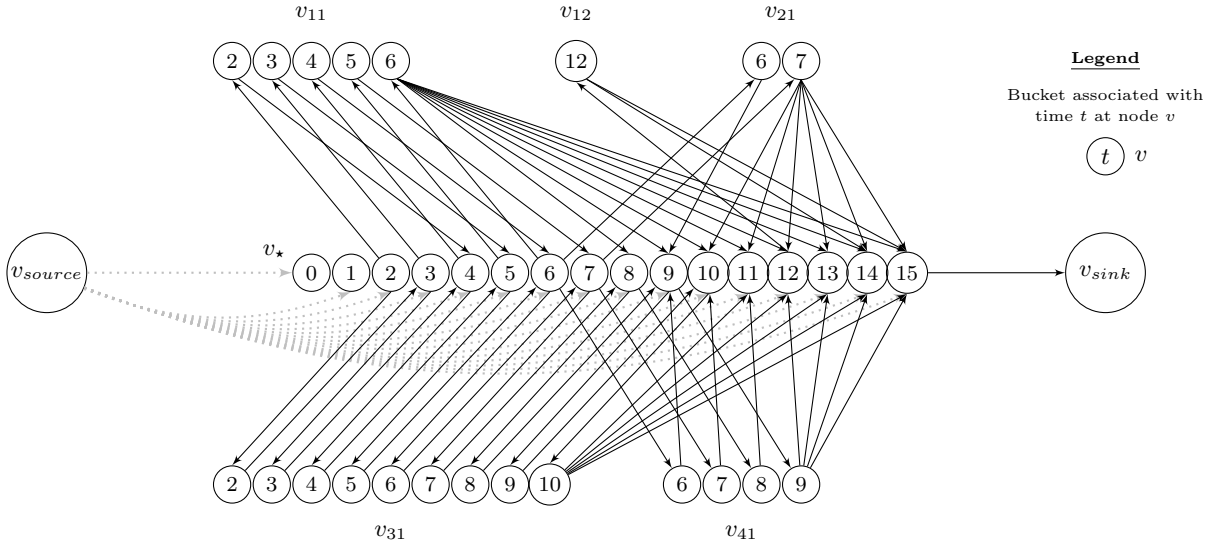 v11 v12 v21
2 3 4 5 6 12 6 7
Legend
Bucket associated with
time t at node v
t v
v⋆
vsource 0 1 2 3 4 5 6 7 8 9 10 11 12 13 14 15 vsink
2 3 4 5 6 7 8 9 10 6 7 8 9
v31 v41